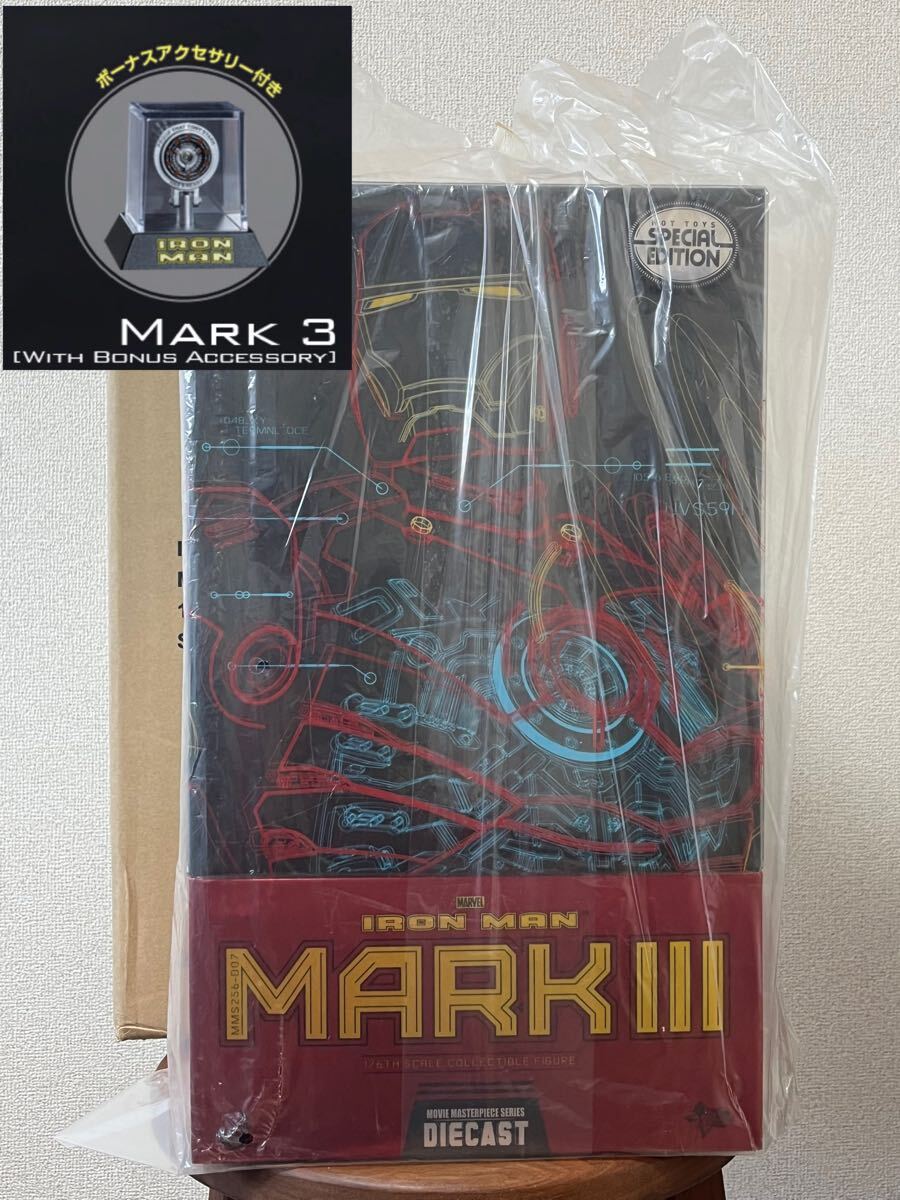 ボーナスアクセサリー付き
IRON
MAN
MARK 3
[WITH BONUS ACCESSORY]
HOT TOYS
SPECIAL
EDITION
MARVEL
IRON MAN
MMS256-D07
MARK III
1/6TH SCALE COLLECTIBLE FIGURE
MOVIE MASTERPIECE SERIES
DIECAST